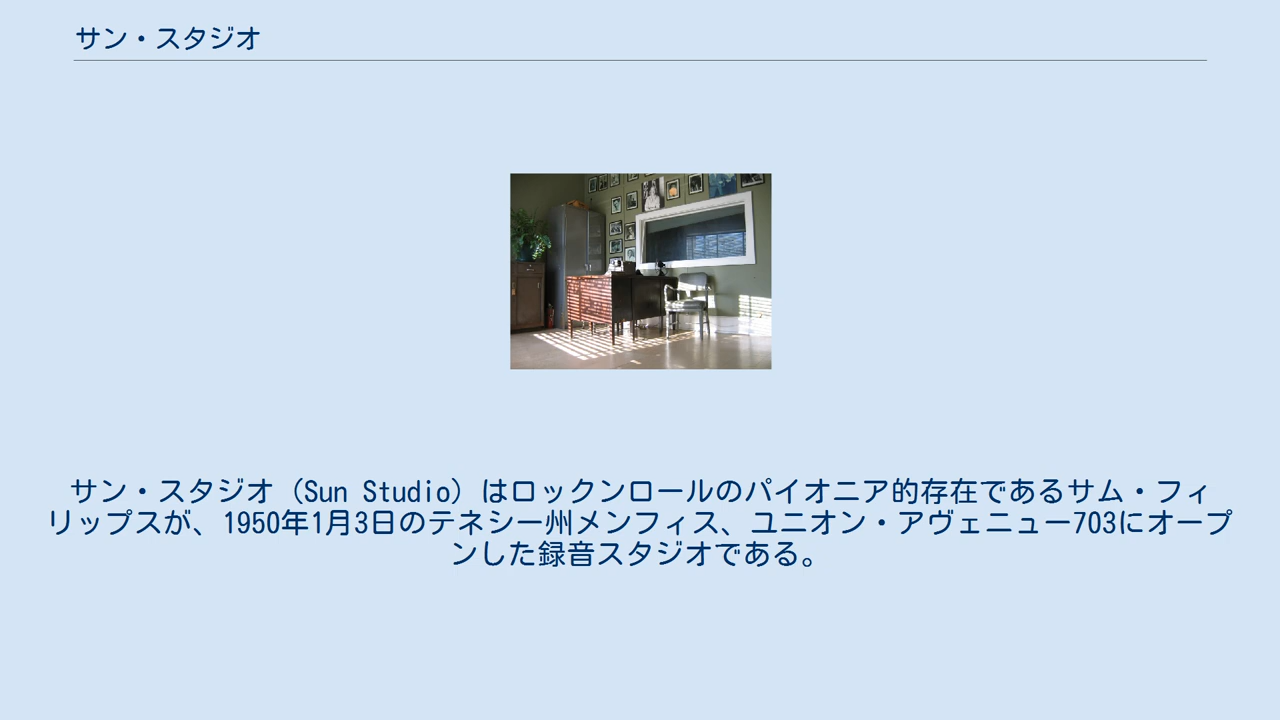 サン・スタジオ
サン・スタジオ（Sun Studio）はロックンロールのパイオニア的存在であるサム・フィ
リップスが、1950年1月3日のテネシー州メンフィス、ユニオン・アヴェニュー703にオープ
ンした録音スタジオである。